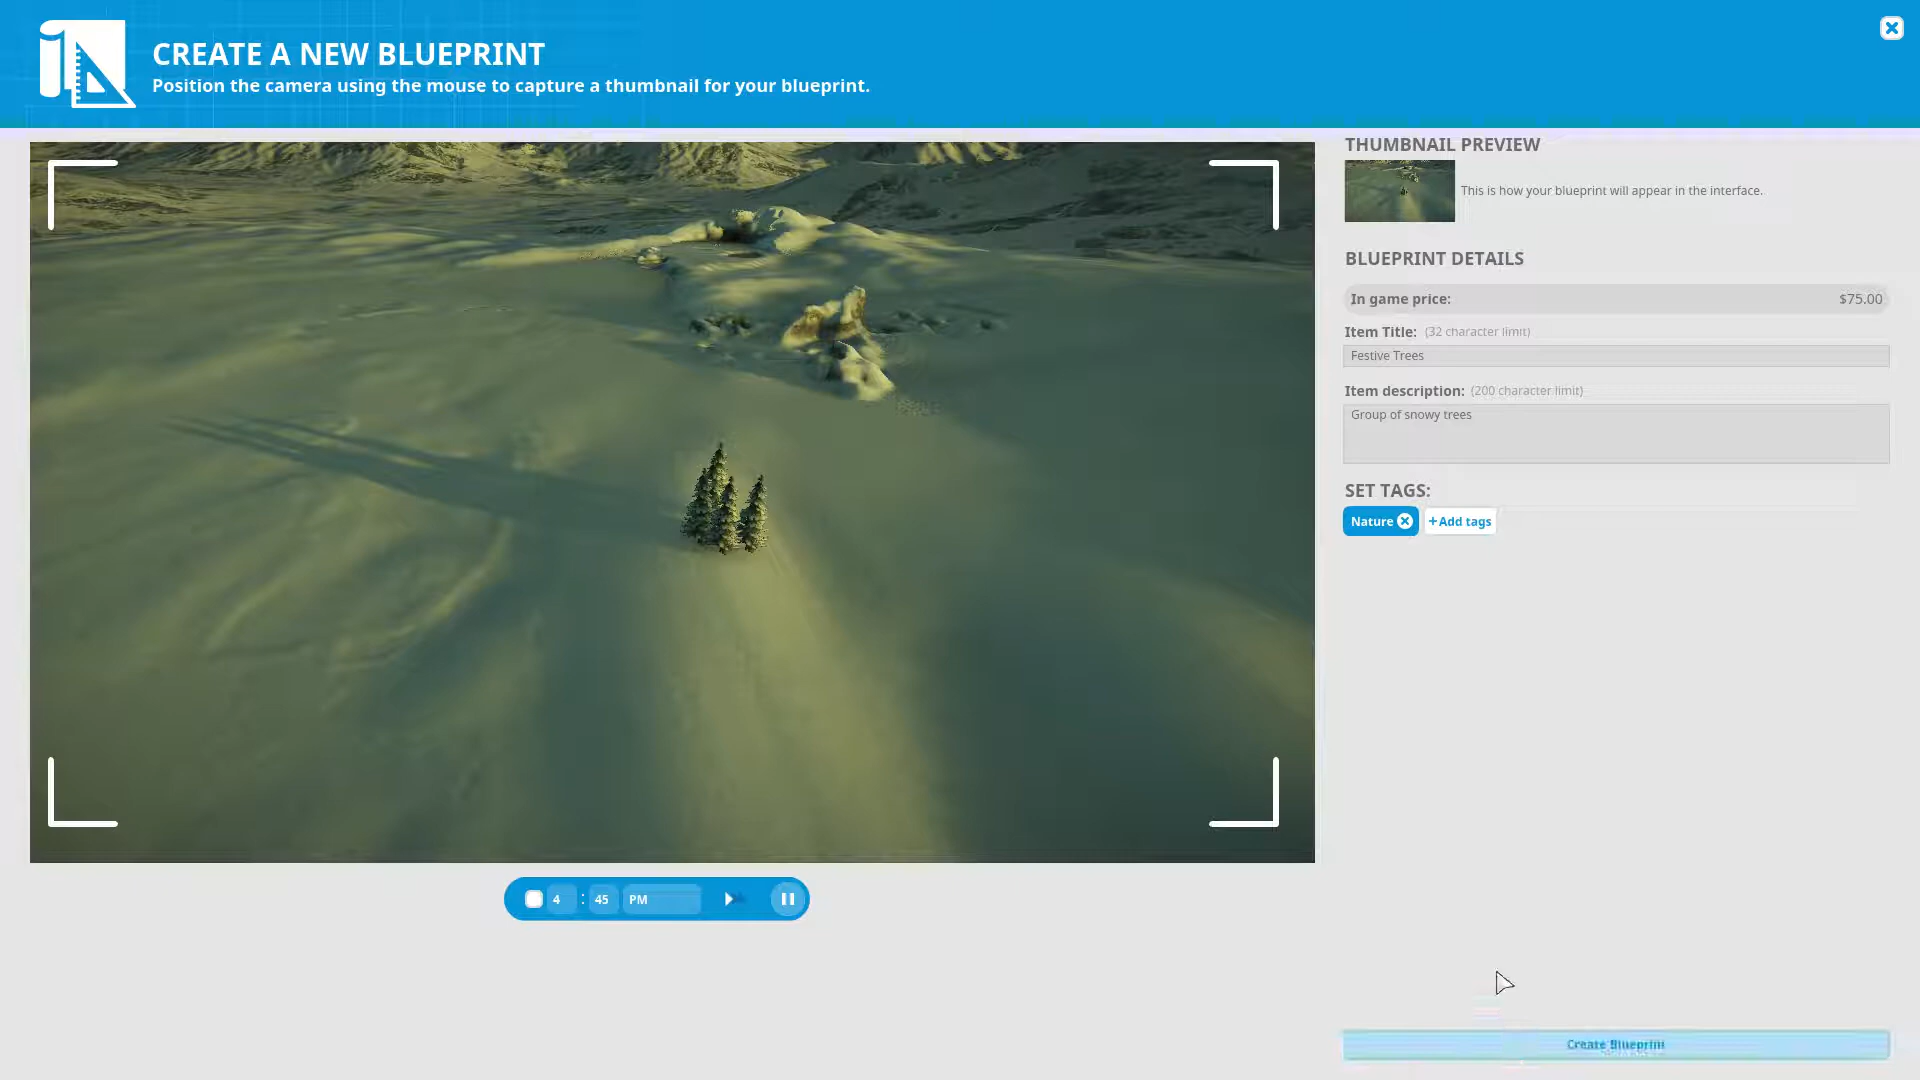 CREATE A NEW BLUEPRINT
Position the camera using the mouse to capture a thumbnail for your blueprint.
THUMBNAIL PREVIEW
This is how your blueprint will appear in the interface.
BLUEPRINT DETAILS
In game price: $75.00
Item Title: (32 character limit)
Festive Trees
Item description: (200 character limit)
Group of snowy trees
SET TAGS:
Nature +Add tags
4 : 45 PM
Create Blueprint